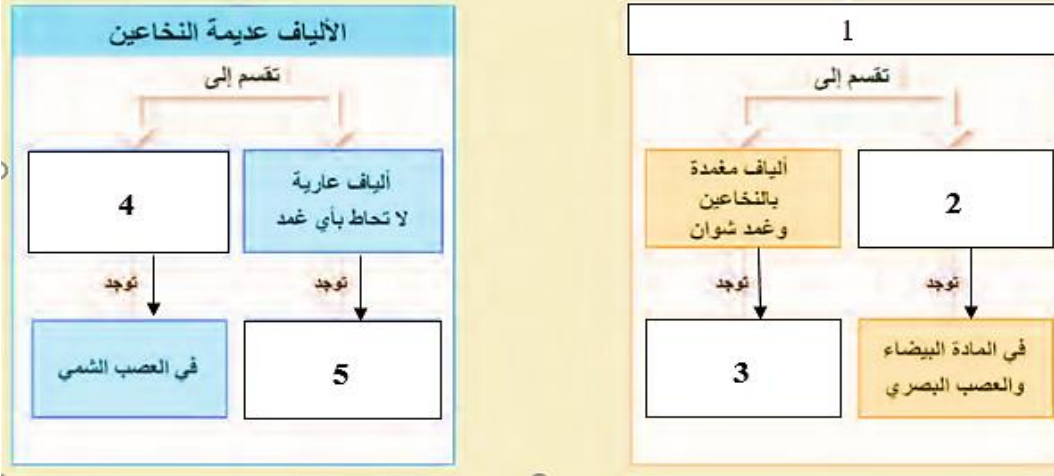 1
تقسم إلى
2
ألياف مغمدة
بالنخاعين
وغمد شوان
توجد
توجد
في المادة البيضاء
والعصب البصري
3
الألياف عديمة النخاعين
تقسم إلى
ألياف عارية
لا تحاط بأي غمد
4
توجد
توجد
5
في العصب الشمي